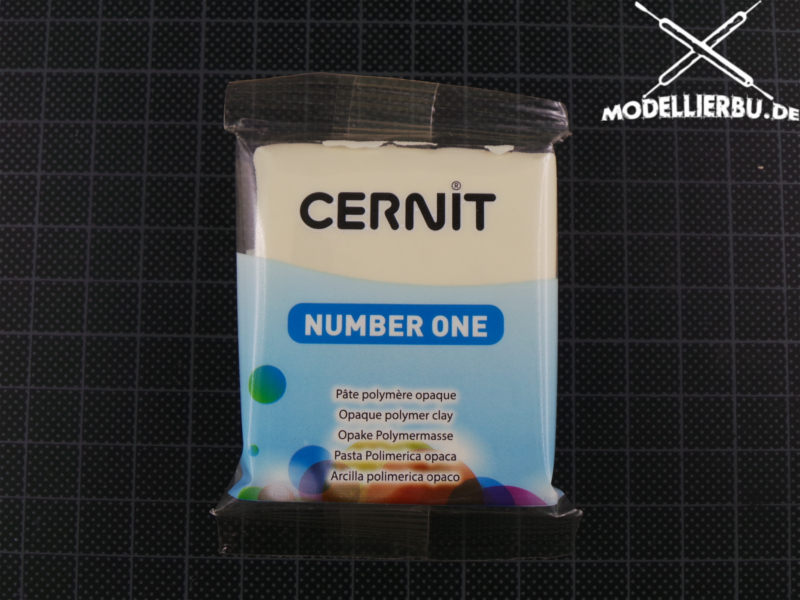 MODELLIERBU.DE
CERNIT®
NUMBER ONE
Pâte polymère opaque
Opaque polymer clay
Opake Polymermasse
Pasta Polimerica opaca
Arcilla polimerica opaco